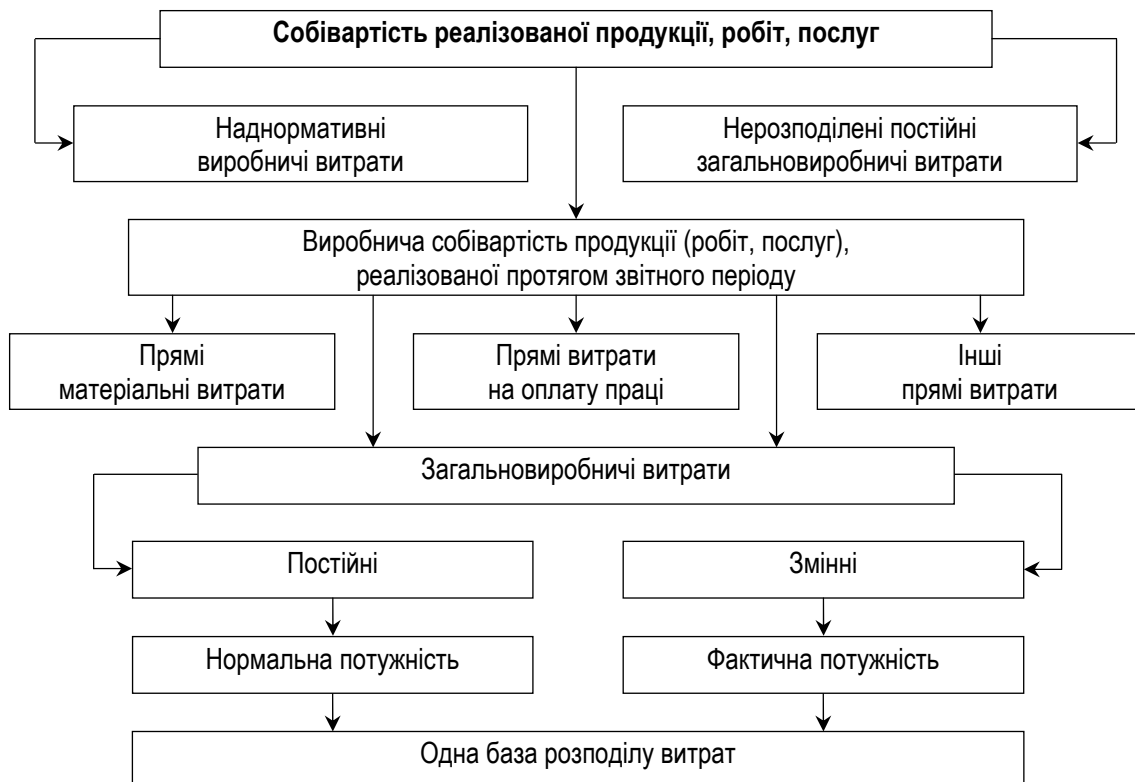 Собівартість реалізованої продукції, робіт, послуг
Наднормативні
виробничі витрати
Нерозподілені постійні
загальновиробничі витрати
Виробнича собівартість продукції (робіт, послуг),
реалізованої протягом звітного періоду
Прямі
матеріальні витрати
Прямі витрати
на оплату праці
Інші
прямі витрати
Загальновиробничі витрати
Постійні
Змінні
Нормальна потужність
Фактична потужність
Одна база розподілу витрат